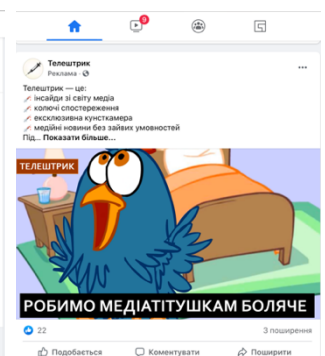 9
Телештрик
Реклама ·
Телештрик — це:
інсайди зі світу медіа
колючі спостереження
ексклюзивна кунсткамера
медійні новини без зайвих умовностей
Під... Показати більше...
ТЕЛЕШТРИК
РОБИМО МЕДІАТІТУШКАМ БОЛЯЧЕ
22
3 поширення
Подобається
Коментувати
Поширити